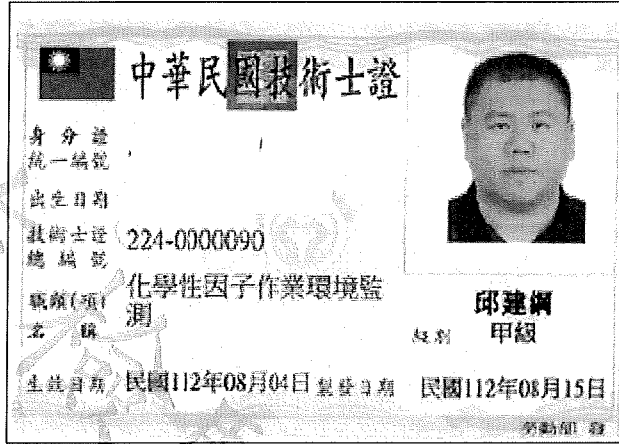 中華民國技術士證
身分證
統一編號
出生日期
技術士證
總編號
224-0000090
職類(項)
名稱
化學性因子作業環境監
測
邱建綱
級別 甲級
生效日期 民國112年08月04日 製發日期 民國112年08月15日
勞動部 發